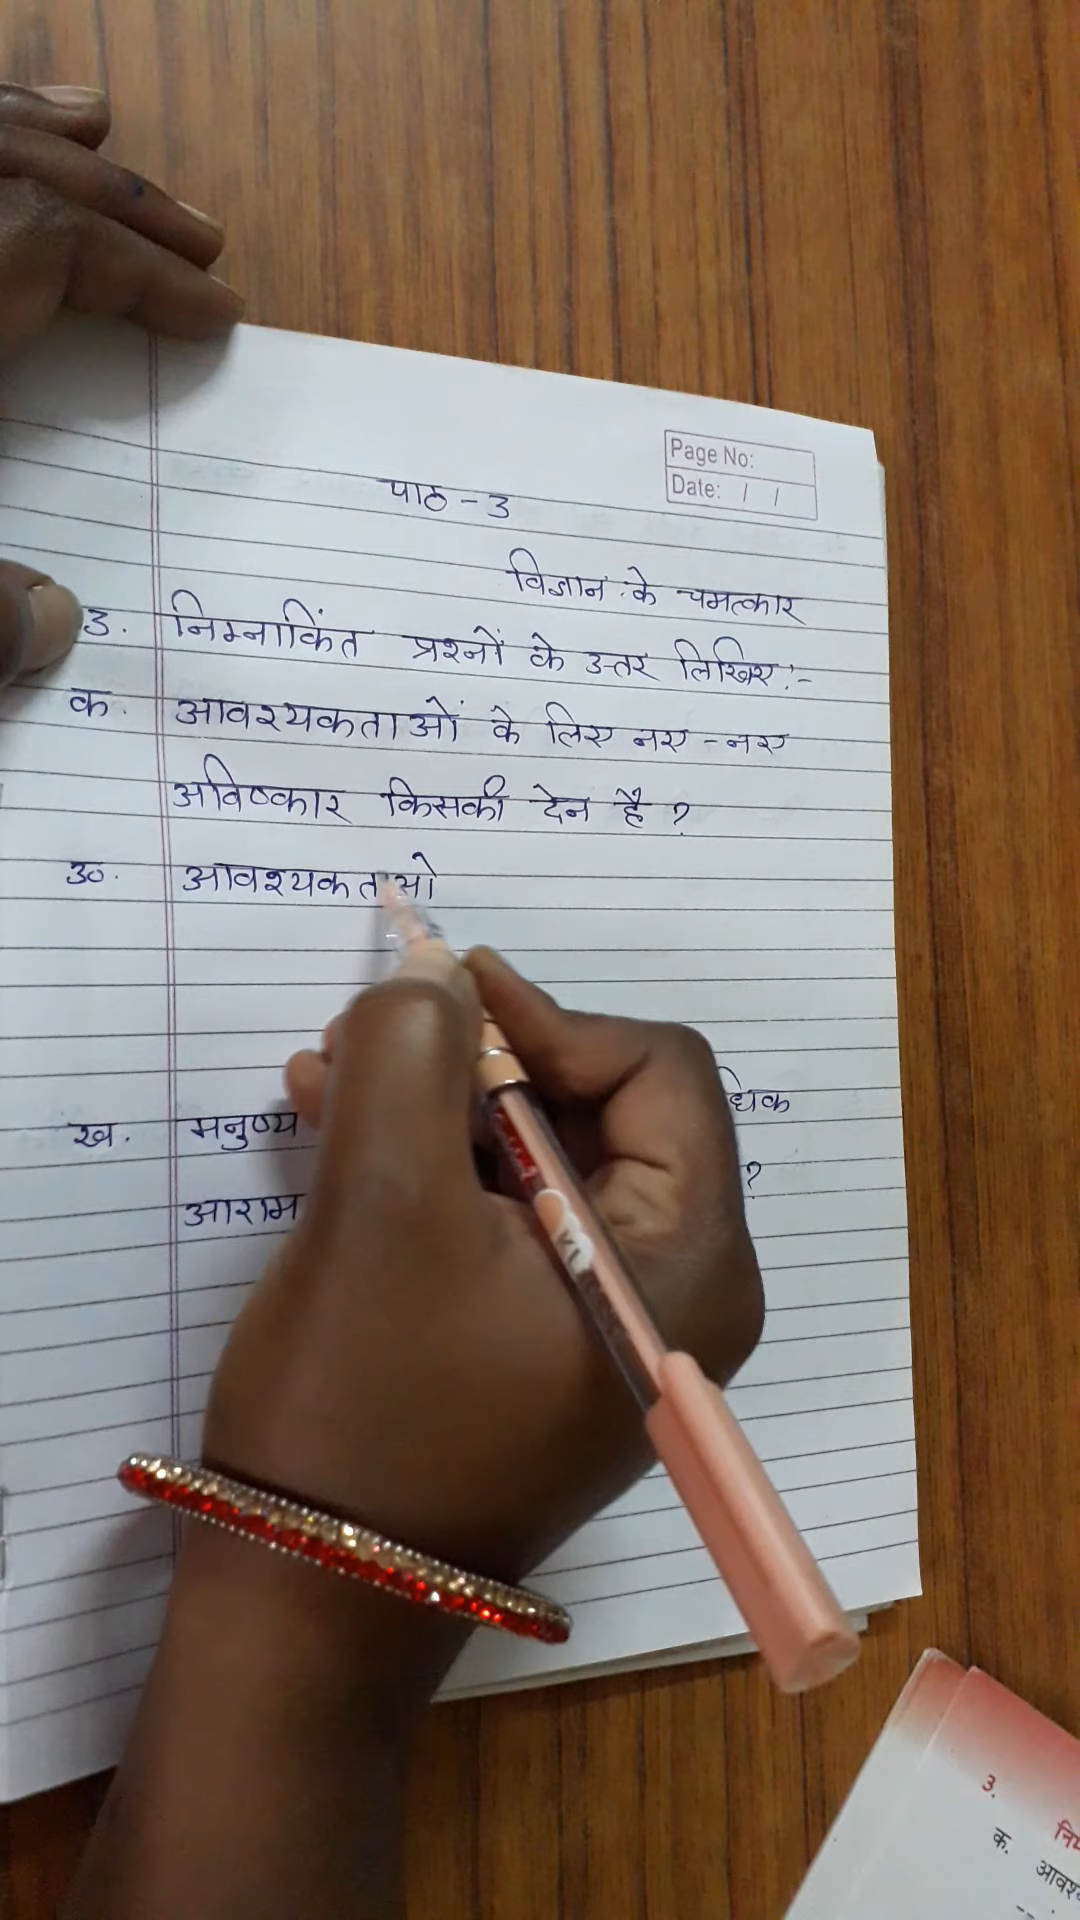 Page No:
Date: / /
पाठ - 3
विज्ञान के चमत्कार
3. निम्नांकित प्रश्नों के उत्तर लिखिए :-
क. आवश्यकताओं के लिए नए - नए
अविष्कार किसकी देन है ?
उ०. आवश्यकताओ
ख. मनुष्य धिक
आराम ?
3.
क. आवश्